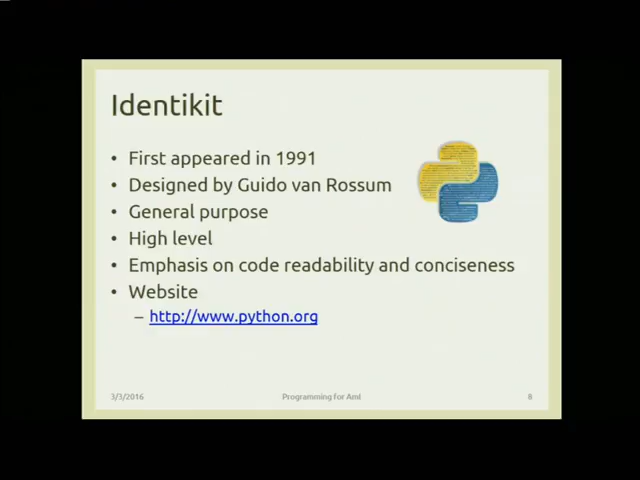 Identikit
• First appeared in 1991
• Designed by Guido van Rossum
• General purpose
• High level
• Emphasis on code readability and conciseness
• Website
– http://www.python.org
3/3/2016
Programming for AmI
8